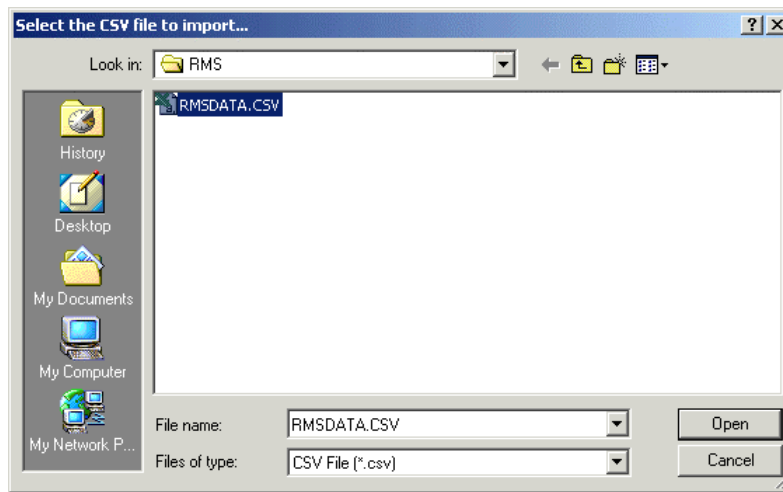 Select the CSV file to import...
Look in: RMS
RMSDATA.CSV
History
Desktop
My Documents
My Computer
My Network P...
File name: RMSDATA.CSV Open
Files of type: CSV File (*.csv) Cancel